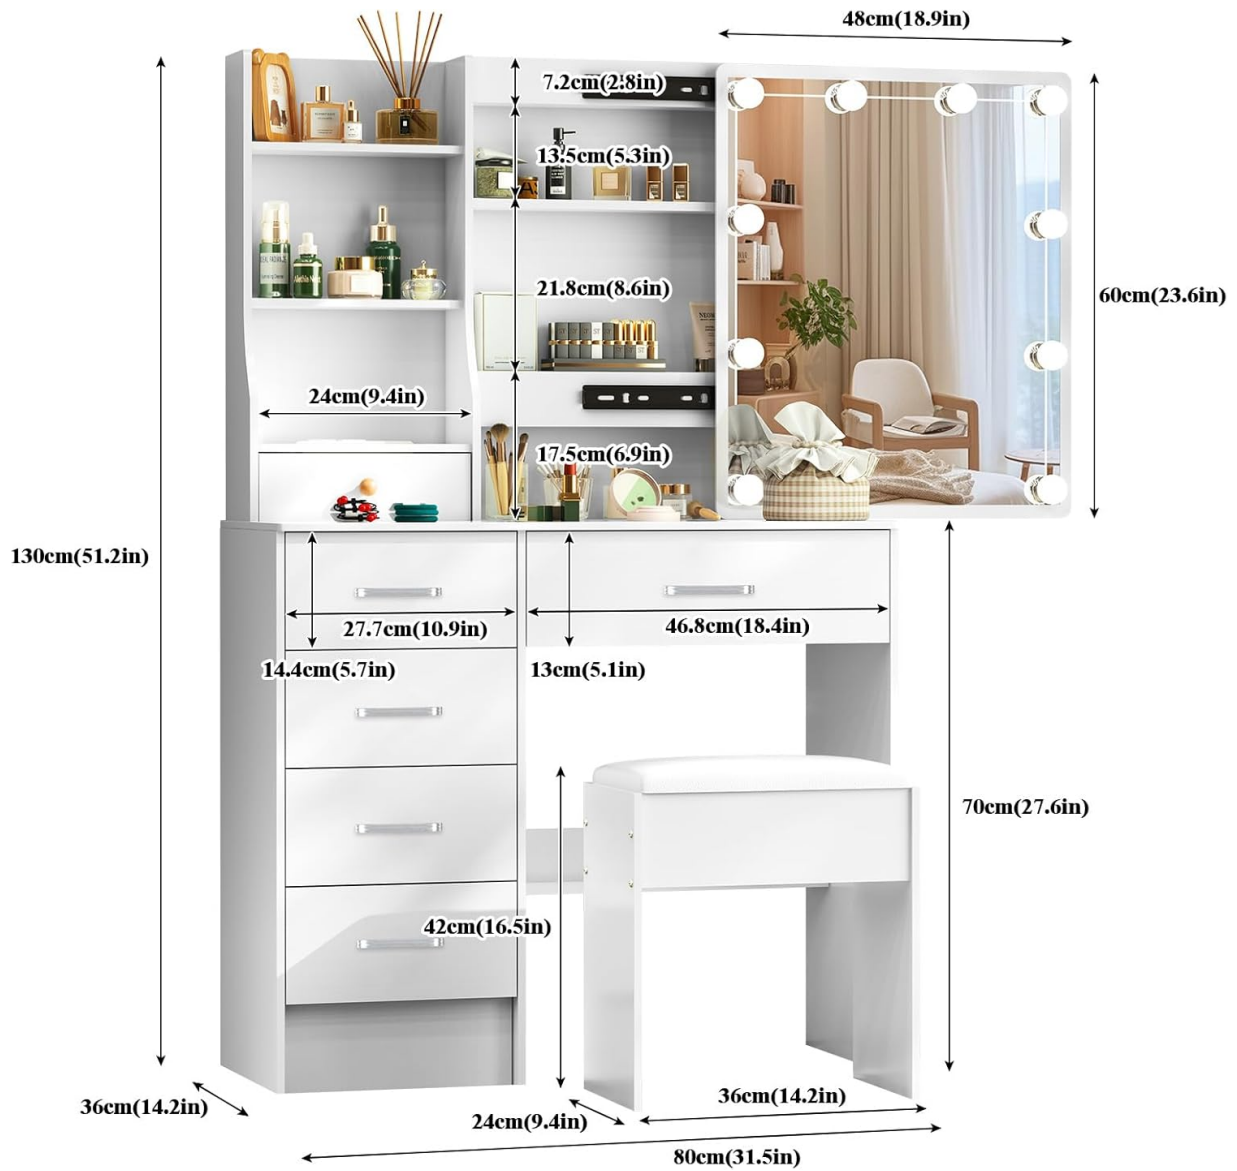 48cm(18.9in)
7.2cm(2.8in)
13.5cm(5.3in)
21.8cm(8.6in)
60cm(23.6in)
24cm(9.4in)
17.5cm(6.9in)
130cm(51.2in)
27.7cm(10.9in)
46.8cm(18.4in)
14.4cm(5.7in)
13cm(5.1in)
70cm(27.6in)
42cm(16.5in)
36cm(14.2in)
36cm(14.2in)
24cm(9.4in)
80cm(31.5in)